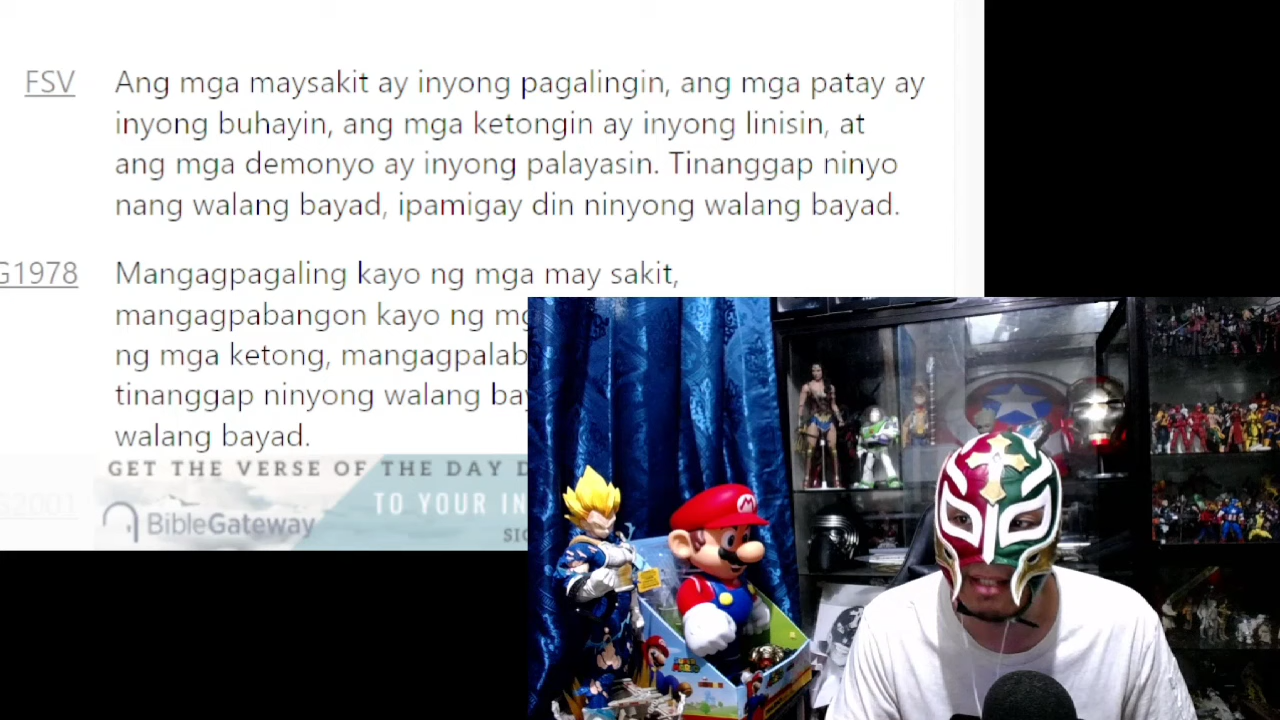 FSV Ang mga maysakit ay inyong pagalingin, ang mga patay ay
inyong buhayin, ang mga ketongin ay inyong linisin, at
ang mga demonyo ay inyong palayasin. Tinanggap ninyo
nang walang bayad, ipamigay din ninyong walang bayad.
G1978 Mangagpagaling kayo ng mga may sakit,
mangagpabangon kayo ng
ng mga ketong,
tinanggap ninyong walang
walang bayad.
GET THE VERSE OF THE DAY
TO YOUR
BibleGateway